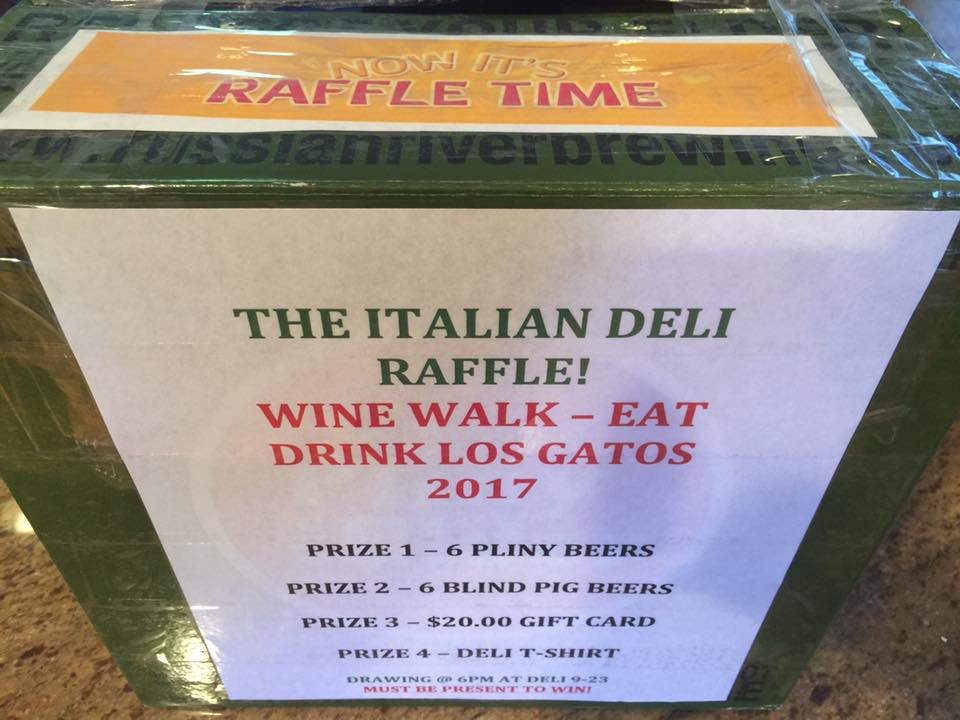 NOW IT'S
RAFFLE TIME
russianriverbrewin
THE ITALIAN DELI
RAFFLE!
WINE WALK – EAT
DRINK LOS GATOS
2017
PRIZE 1 – 6 PLINY BEERS
PRIZE 2 – 6 BLIND PIG BEERS
PRIZE 3 – $20.00 GIFT CARD
PRIZE 4 – DELI T-SHIRT
DRAWING @ 6PM AT DELI 9-23
MUST BE PRESENT TO WIN!